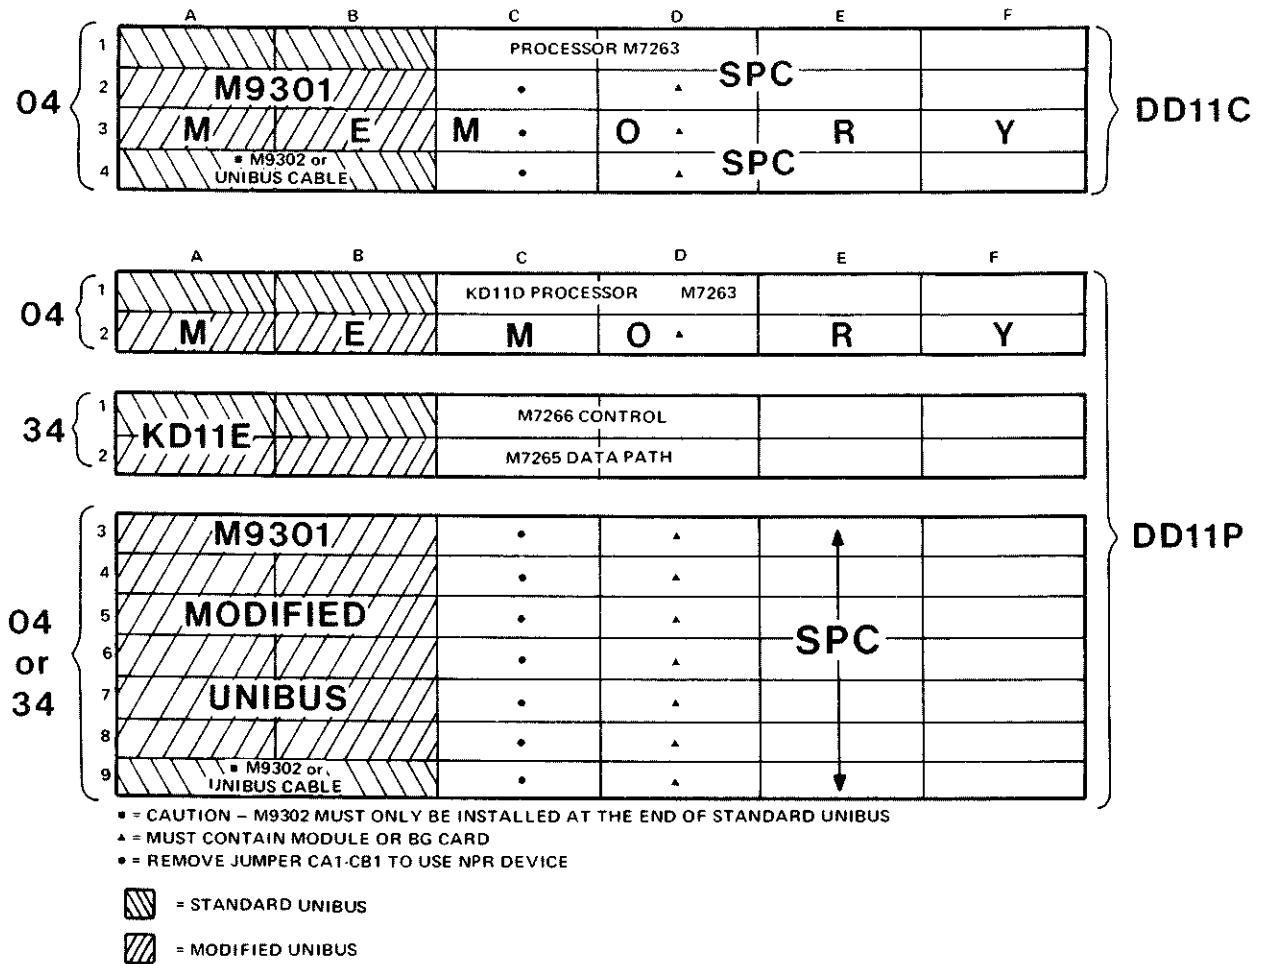 A B C D E F
04
1 PROCESSOR M7263
2 M9301 • ▲ SPC
3 M E M • O ▲ R Y
4 ▪ M9302 or UNIBUS CABLE • ▲ SPC
DD11C
A B C D E F
04
1 KD11D PROCESSOR M7263
2 M E M O ▲ R Y
34
KD11E
1 M7266 CONTROL
2 M7265 DATA PATH
DD11P
04
or
34
3 M9301 • ▲
4 • ▲
5 MODIFIED • ▲
6 • ▲ SPC
7 UNIBUS • ▲
8 • ▲
9 ▪ M9302 or UNIBUS CABLE • ▲
▪ = CAUTION – M9302 MUST ONLY BE INSTALLED AT THE END OF STANDARD UNIBUS
▲ = MUST CONTAIN MODULE OR BG CARD
• = REMOVE JUMPER CA1-CB1 TO USE NPR DEVICE
= STANDARD UNIBUS
= MODIFIED UNIBUS